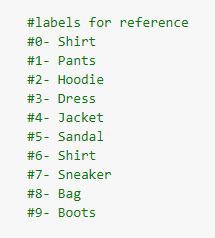 #labels for reference
#0- Shirt
#1- Pants
#2- Hoodie
#3- Dress
#4- Jacket
#5- Sandal
#6- Shirt
#7- Sneaker
#8- Bag
#9- Boots